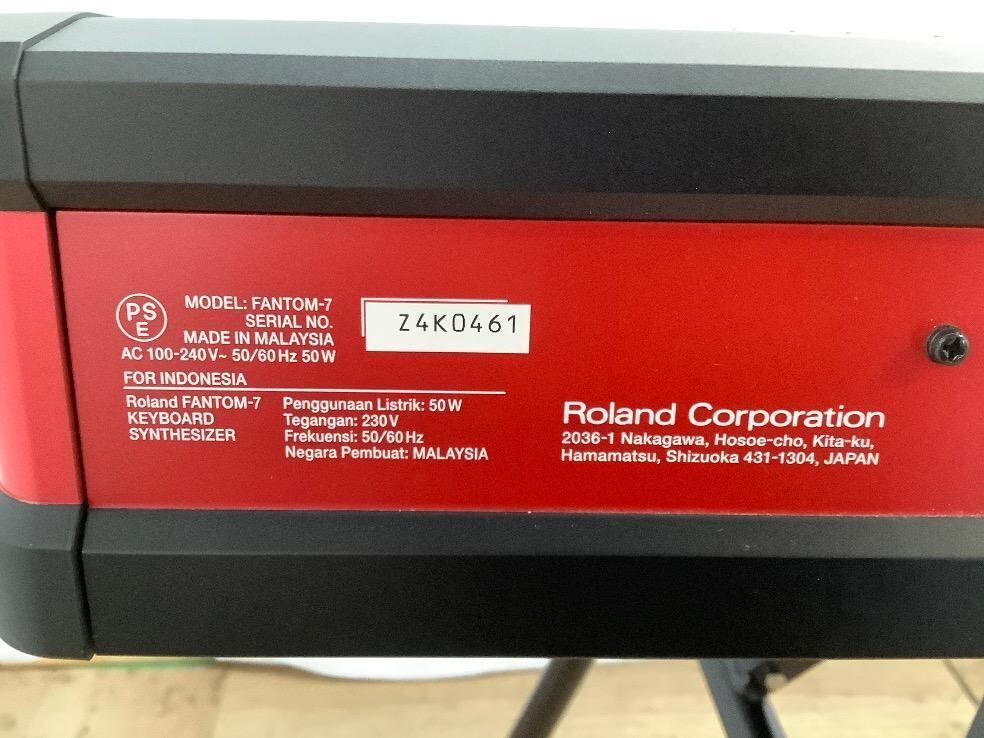 PS
E
MODEL: FANTOM-7
SERIAL NO.
Z4K0461
MADE IN MALAYSIA
AC 100-240V~ 50/60Hz 50W
FOR INDONESIA
Roland FANTOM-7
KEYBOARD
SYNTHESIZER
Penggunaan Listrik: 50W
Tegangan: 230V
Frekuensi: 50/60Hz
Negara Pembuat: MALAYSIA
Roland Corporation
2036-1 Nakagawa, Hosoe-cho, Kita-ku,
Hamamatsu, Shizuoka 431-1304, JAPAN